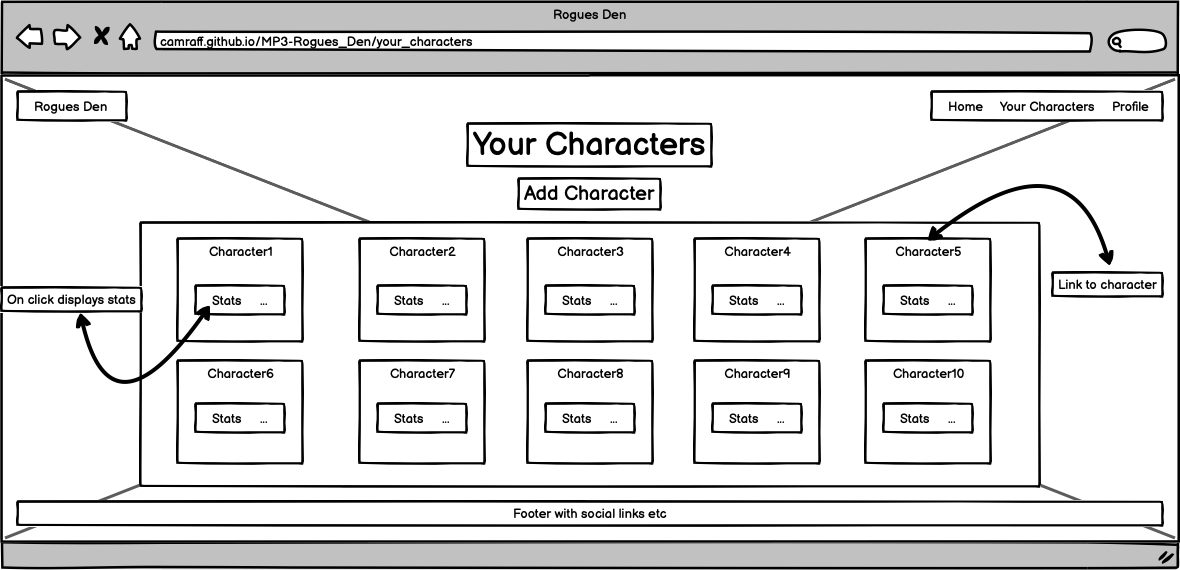 Rogues Den
camraff.github.io/MP3-Rogues_Den/your_characters
Rogues Den
Home Your Characters Profile
Your Characters
Add Character
Character1 Character2 Character3 Character4 Character5
Link to character
On click displays stats
Stats ... Stats ... Stats ... Stats ... Stats ...
Character6 Character7 Character8 Character9 Character10
Stats ... Stats ... Stats ... Stats ... Stats ...
Footer with social links etc